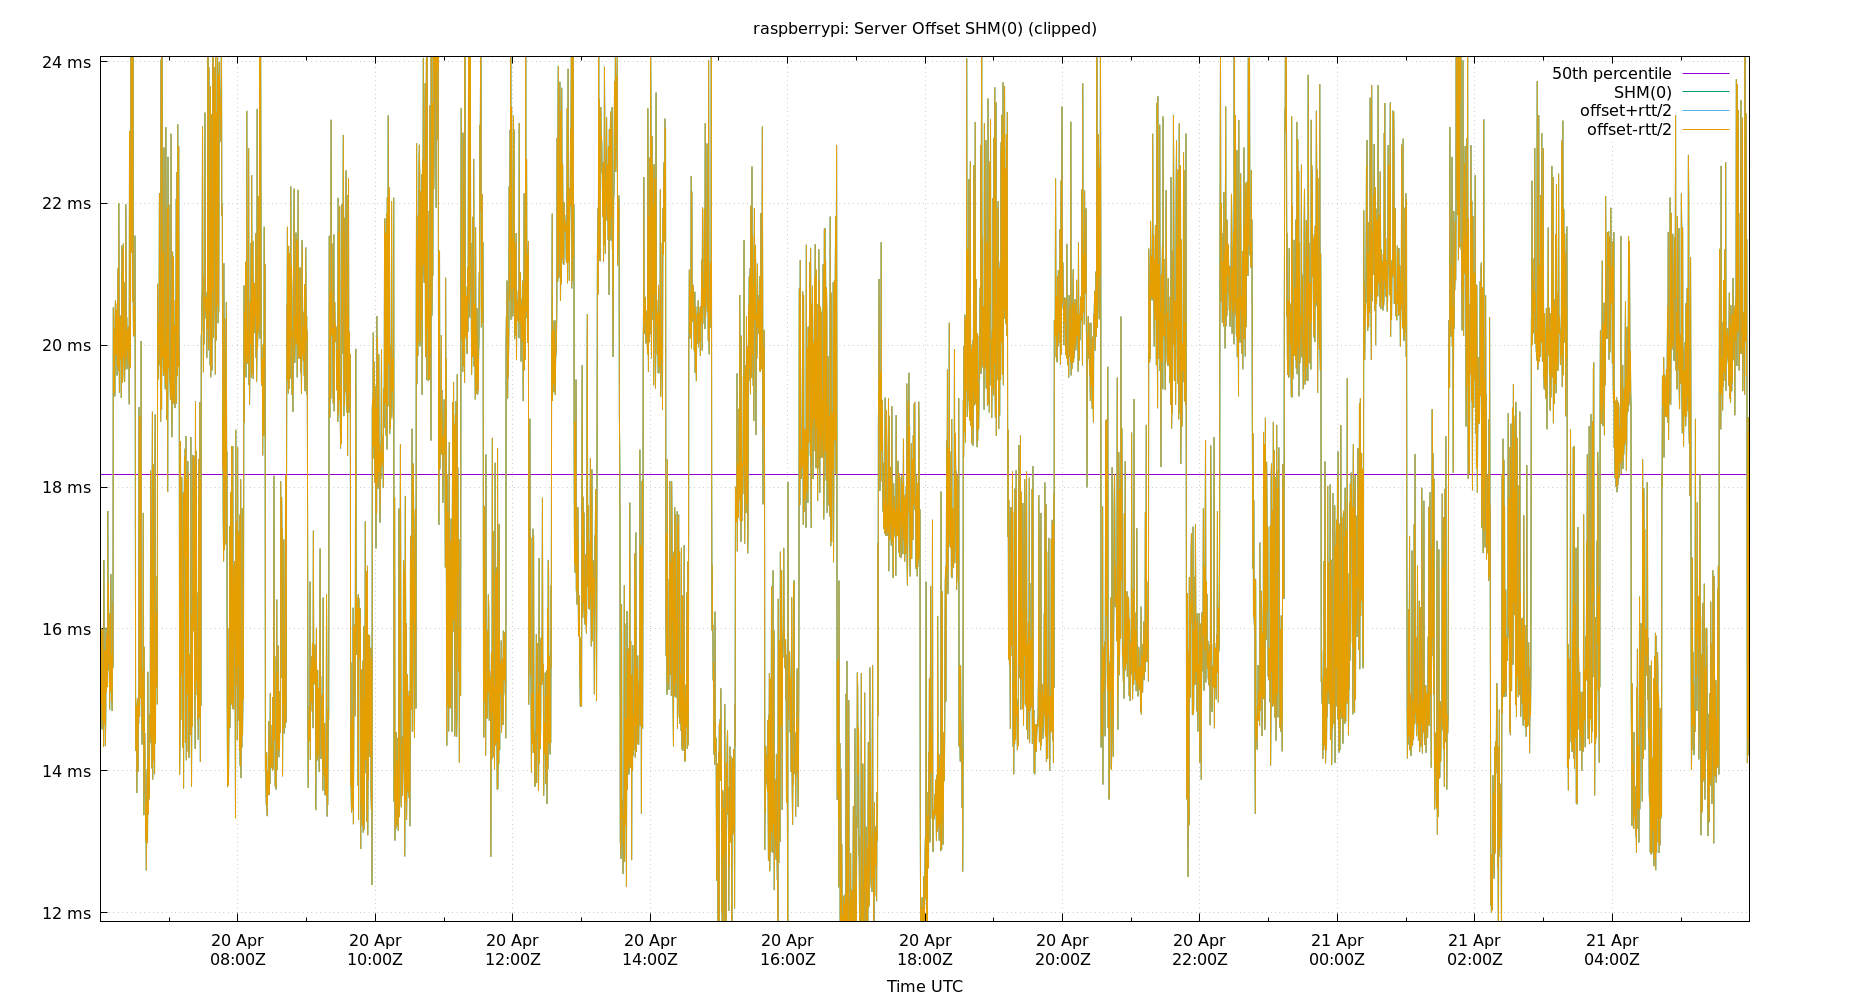 raspberrypi: Server Offset SHM(0) (clipped)
24 ms
22 ms
20 ms
18 ms
16 ms
14 ms
12 ms
50th percentile
SHM(0)
offset+rtt/2
offset-rtt/2
20 Apr
08:00Z
20 Apr
10:00Z
20 Apr
12:00Z
20 Apr
14:00Z
20 Apr
16:00Z
20 Apr
18:00Z
20 Apr
20:00Z
20 Apr
22:00Z
21 Apr
00:00Z
21 Apr
02:00Z
21 Apr
04:00Z
Time UTC